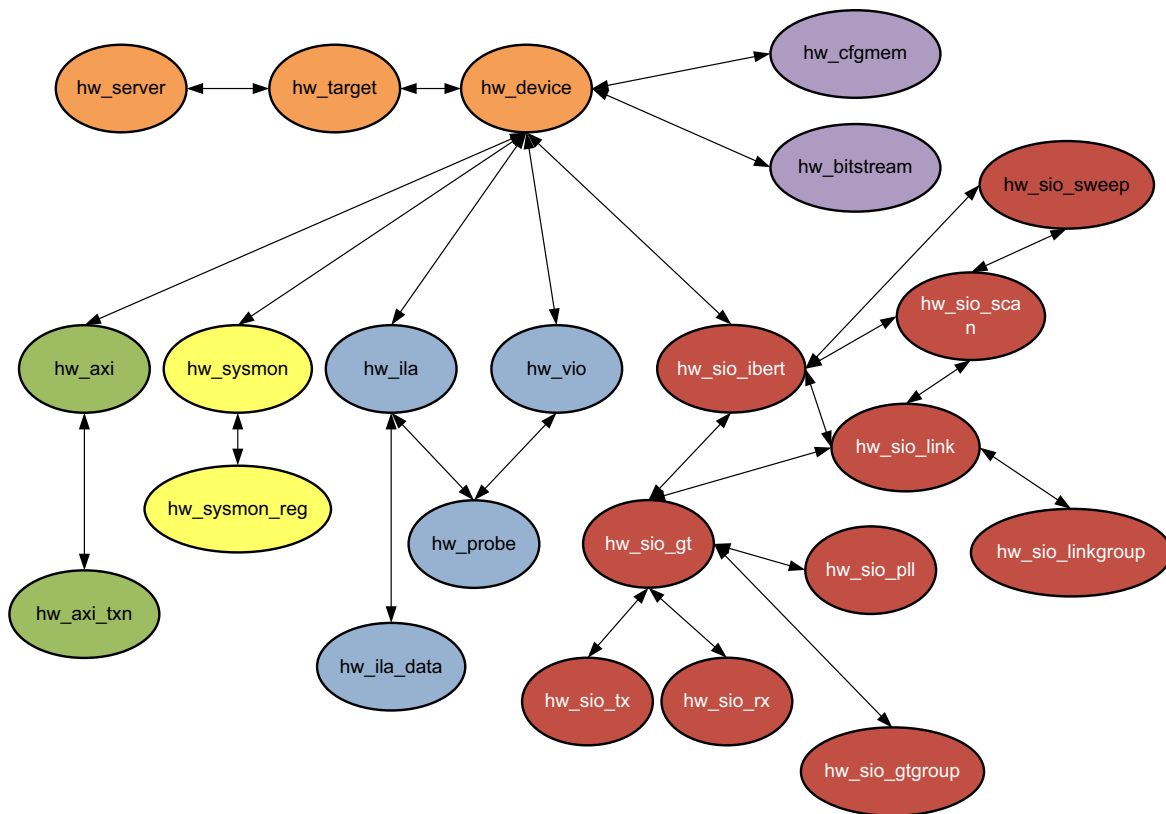 hw_cfgmem
hw_server
hw_target
hw_device
hw_bitstream
hw_sio_sweep
hw_sio_sca
n
hw_axi
hw_sysmon
hw_ila
hw_vio
hw_sio_ibert
hw_sio_link
hw_sysmon_reg
hw_probe
hw_sio_gt
hw_sio_linkgroup
hw_sio_pll
hw_axi_txn
hw_ila_data
hw_sio_tx
hw_sio_rx
hw_sio_gtgroup